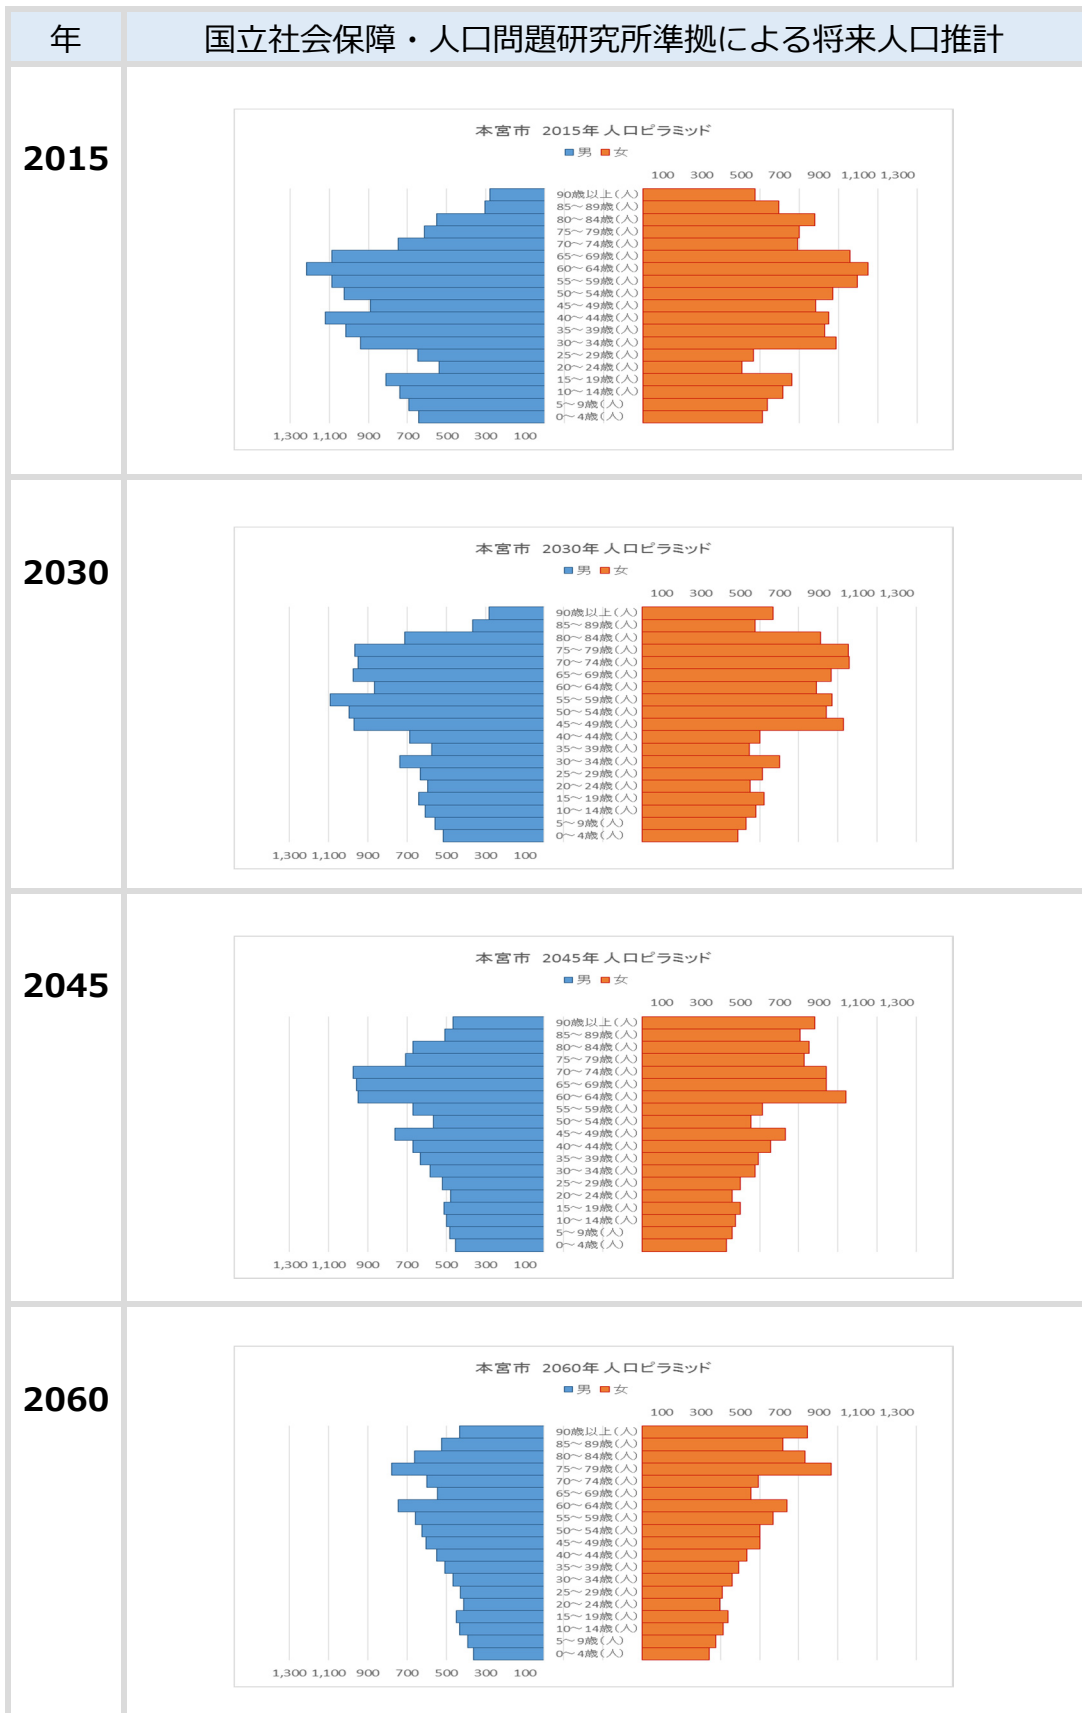 年 国立社会保障・人口問題研究所準拠による将来人口推計
2015
本宮市 2015年 人口ピラミッド
男 女
100 300 500 700 900 1,100 1,300
90歳以上(人)
85～89歳(人)
80～84歳(人)
75～79歳(人)
70～74歳(人)
65～69歳(人)
60～64歳(人)
55～59歳(人)
50～54歳(人)
45～49歳(人)
40～44歳(人)
35～39歳(人)
30～34歳(人)
25～29歳(人)
20～24歳(人)
15～19歳(人)
10～14歳(人)
5～9歳(人)
0～4歳(人)
1,300 1,100 900 700 500 300 100
2030
本宮市 2030年 人口ピラミッド
男 女
100 300 500 700 900 1,100 1,300
90歳以上(人)
85～89歳(人)
80～84歳(人)
75～79歳(人)
70～74歳(人)
65～69歳(人)
60～64歳(人)
55～59歳(人)
50～54歳(人)
45～49歳(人)
40～44歳(人)
35～39歳(人)
30～34歳(人)
25～29歳(人)
20～24歳(人)
15～19歳(人)
10～14歳(人)
5～9歳(人)
0～4歳(人)
1,300 1,100 900 700 500 300 100
2045
本宮市 2045年 人口ピラミッド
男 女
100 300 500 700 900 1,100 1,300
90歳以上(人)
85～89歳(人)
80～84歳(人)
75～79歳(人)
70～74歳(人)
65～69歳(人)
60～64歳(人)
55～59歳(人)
50～54歳(人)
45～49歳(人)
40～44歳(人)
35～39歳(人)
30～34歳(人)
25～29歳(人)
20～24歳(人)
15～19歳(人)
10～14歳(人)
5～9歳(人)
0～4歳(人)
1,300 1,100 900 700 500 300 100
2060
本宮市 2060年 人口ピラミッド
男 女
100 300 500 700 900 1,100 1,300
90歳以上(人)
85～89歳(人)
80～84歳(人)
75～79歳(人)
70～74歳(人)
65～69歳(人)
60～64歳(人)
55～59歳(人)
50～54歳(人)
45～49歳(人)
40～44歳(人)
35～39歳(人)
30～34歳(人)
25～29歳(人)
20～24歳(人)
15～19歳(人)
10～14歳(人)
5～9歳(人)
0～4歳(人)
1,300 1,100 900 700 500 300 100